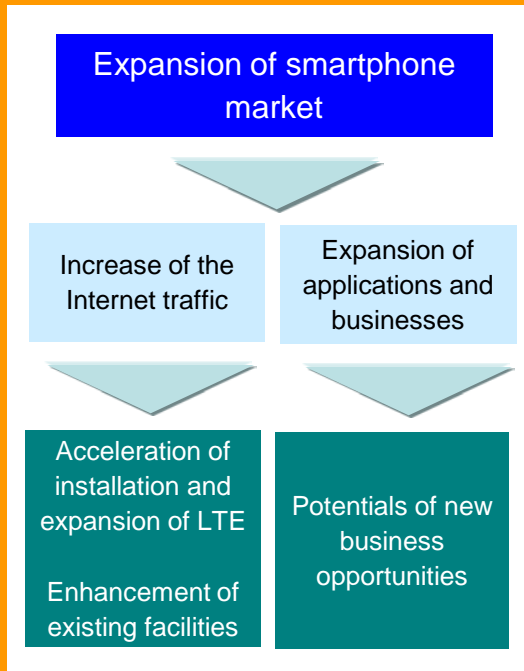 Expansion of smartphone
market
Increase of the
Internet traffic
Expansion of
applications and
businesses
Acceleration of
installation and
expansion of LTE
Enhancement of
existing facilities
Potentials of new
business
opportunities